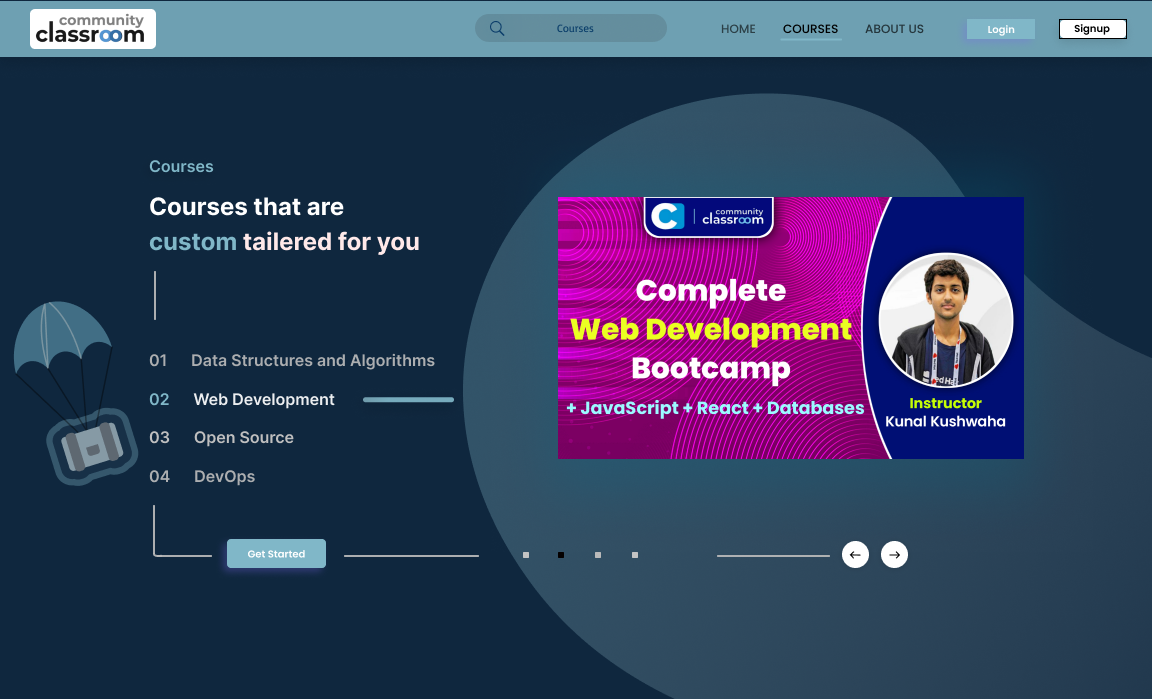 community
classroom
Courses
HOME
COURSES
ABOUT US
Login
Signup
Courses
Courses that are
custom tailered for you
01 Data Structures and Algorithms
02 Web Development
03 Open Source
04 DevOps
Get Started
C
community
classroom
Complete
Web Development
Bootcamp
+ JavaScript + React + Databases
Instructor
Kunal Kushwaha